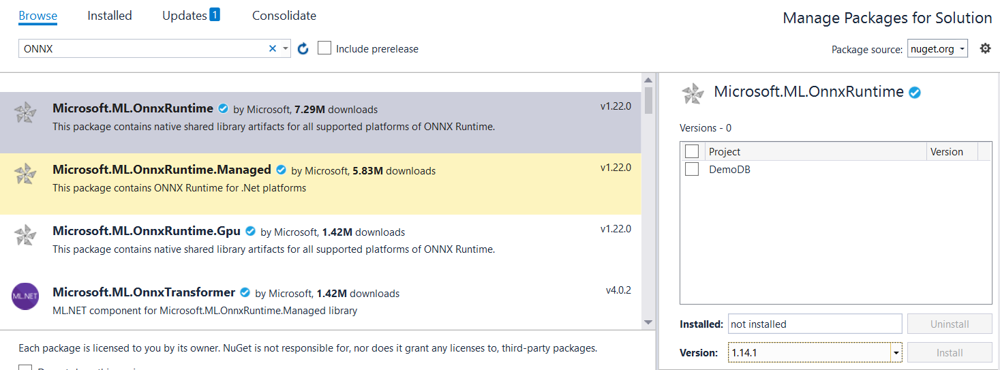 Browse Installed Updates 1 Consolidate
Manage Packages for Solution
ONNX
Include prerelease
Package source: nuget.org
Microsoft.ML.OnnxRuntime by Microsoft, 7.29M downloads v1.22.0
This package contains native shared library artifacts for all supported platforms of ONNX Runtime.
Microsoft.ML.OnnxRuntime.Managed by Microsoft, 5.83M downloads v1.22.0
This package contains ONNX Runtime for .Net platforms
Microsoft.ML.OnnxRuntime.Gpu by Microsoft, 1.42M downloads v1.22.0
This package contains native shared library artifacts for all supported platforms of ONNX Runtime.
ML.NET
Microsoft.ML.OnnxTransformer by Microsoft, 1.42M downloads v4.0.2
ML.NET component for Microsoft.ML.OnnxRuntime.Managed library
Each package is licensed to you by its owner. NuGet is not responsible for, nor does it grant any licenses to, third-party packages.
Microsoft.ML.OnnxRuntime
Versions - 0
Project Version
DemoDB
Installed: not installed Uninstall
Version: 1.14.1 Install